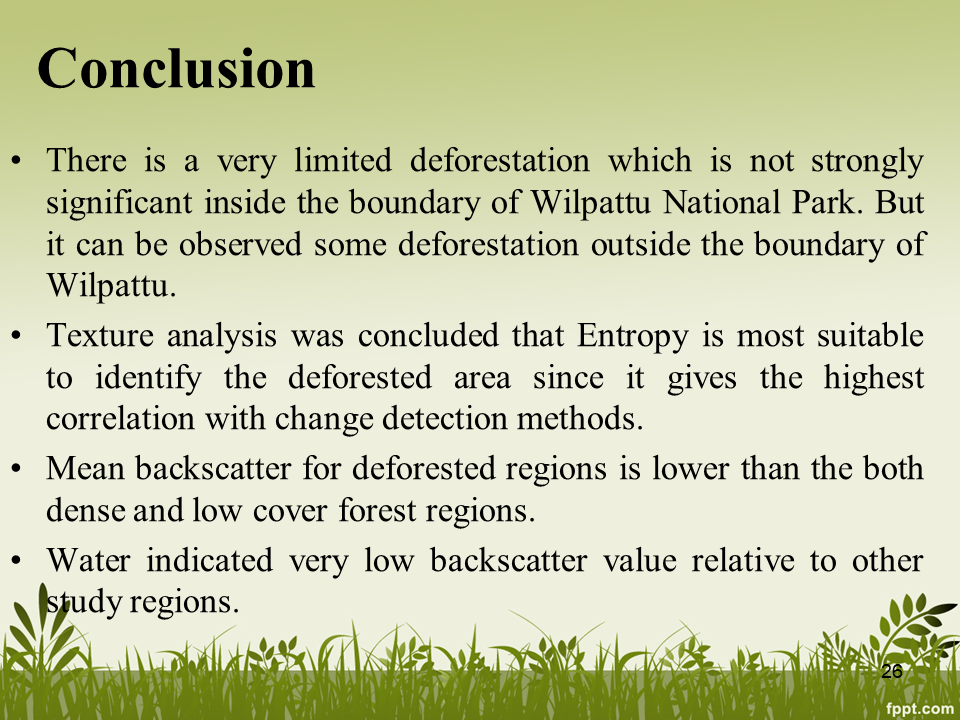 Conclusion
• There is a very limited deforestation which is not strongly
significant inside the boundary of Wilpattu National Park. But
it can be observed some deforestation outside the boundary of
Wilpattu.
• Texture analysis was concluded that Entropy is most suitable
to identify the deforested area since it gives the highest
correlation with change detection methods.
• Mean backscatter for deforested regions is lower than the both
dense and low cover forest regions.
• Water indicated very low backscatter value relative to other
study regions.
26
fppt.com